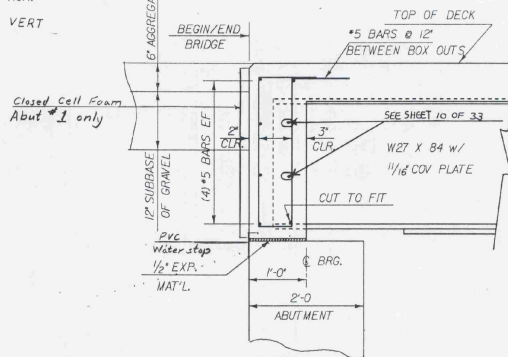 VERT
6" AGGREGA
BEGIN/END
BRIDGE
TOP OF DECK
#5 BARS @ 12"
BETWEEN BOX OUTS
Closed Cell Foam
Abut #1 only
12" SUBBASE
OF GRAVEL
(4) #5 BARS EF
2"
CLR.
3"
CLR.
SEE SHEET 10 OF 33
W27 X 84 W/
11/16" COV PLATE
CUT TO FIT
PVC
Waterstop
1/2" EXP.
MAT'L.
1'-0"
℄ BRG.
2'-0
ABUTMENT